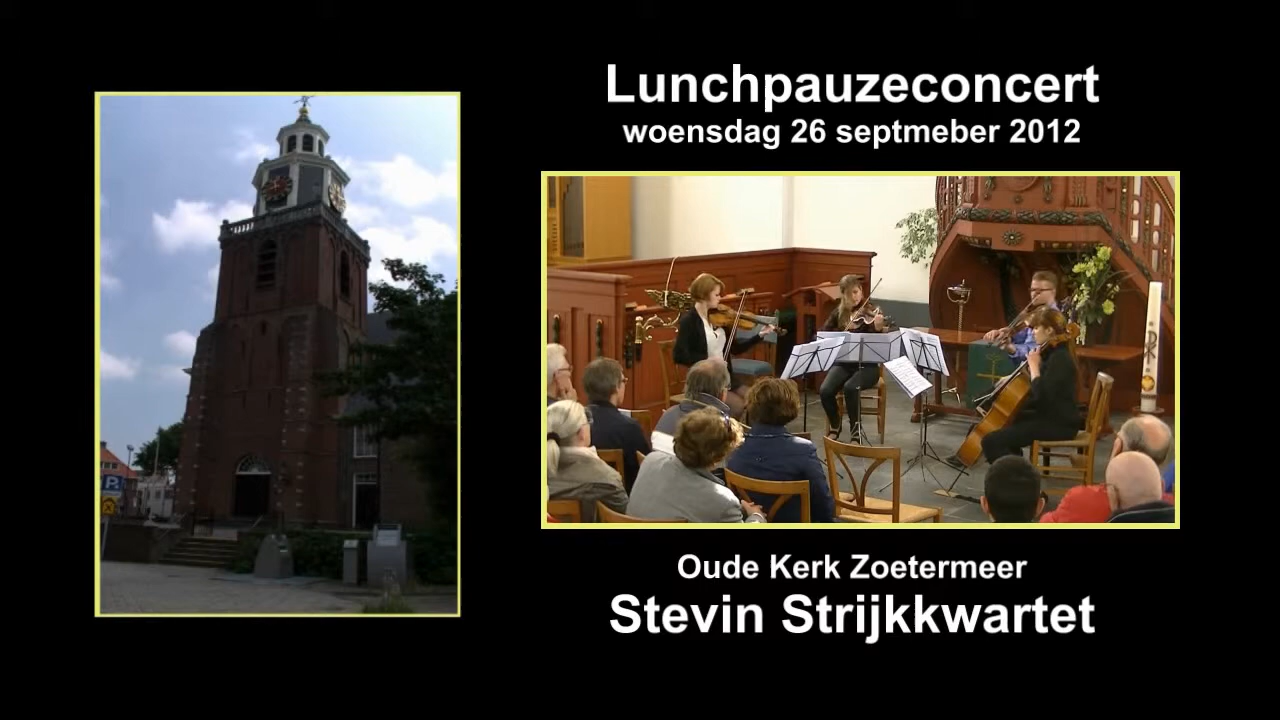 Lunchpauzeconcert
woensdag 26 septmeber 2012
P
Oude Kerk Zoetermeer
Stevin Strijkkwartet